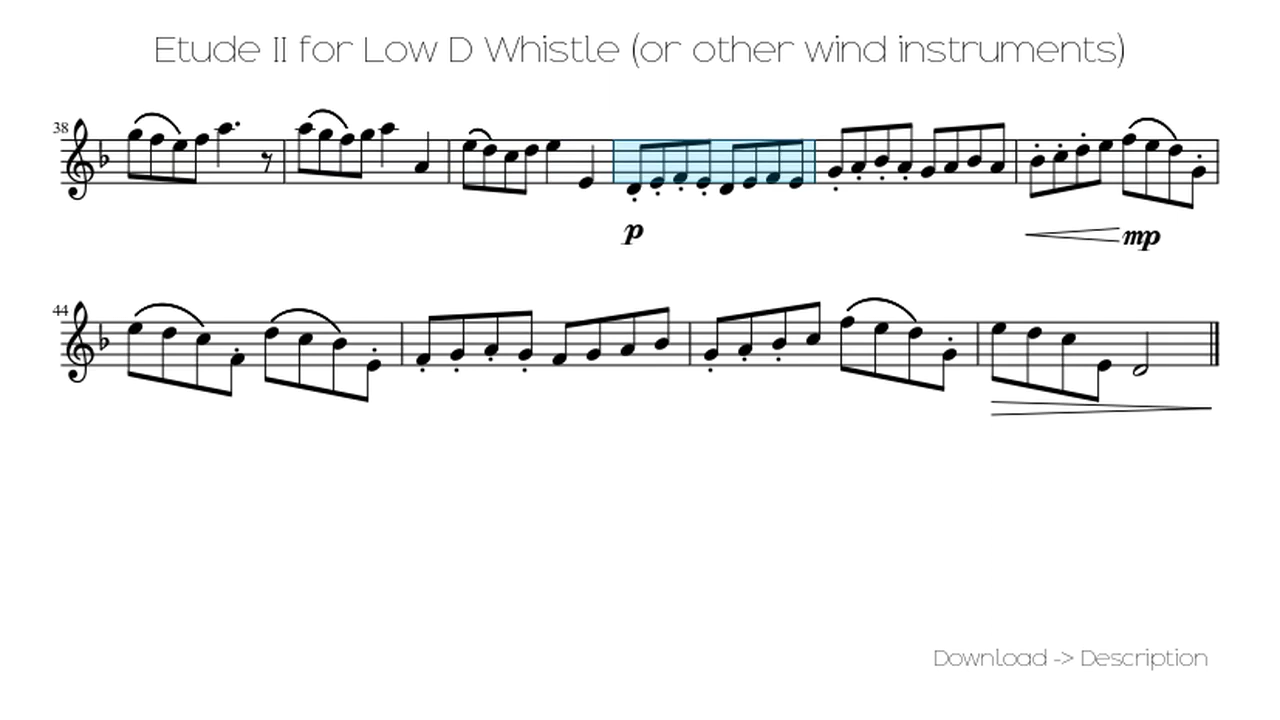 Etude II for Low D Whistle (or other wind instruments)
38
p
mp
44
Download -> Description